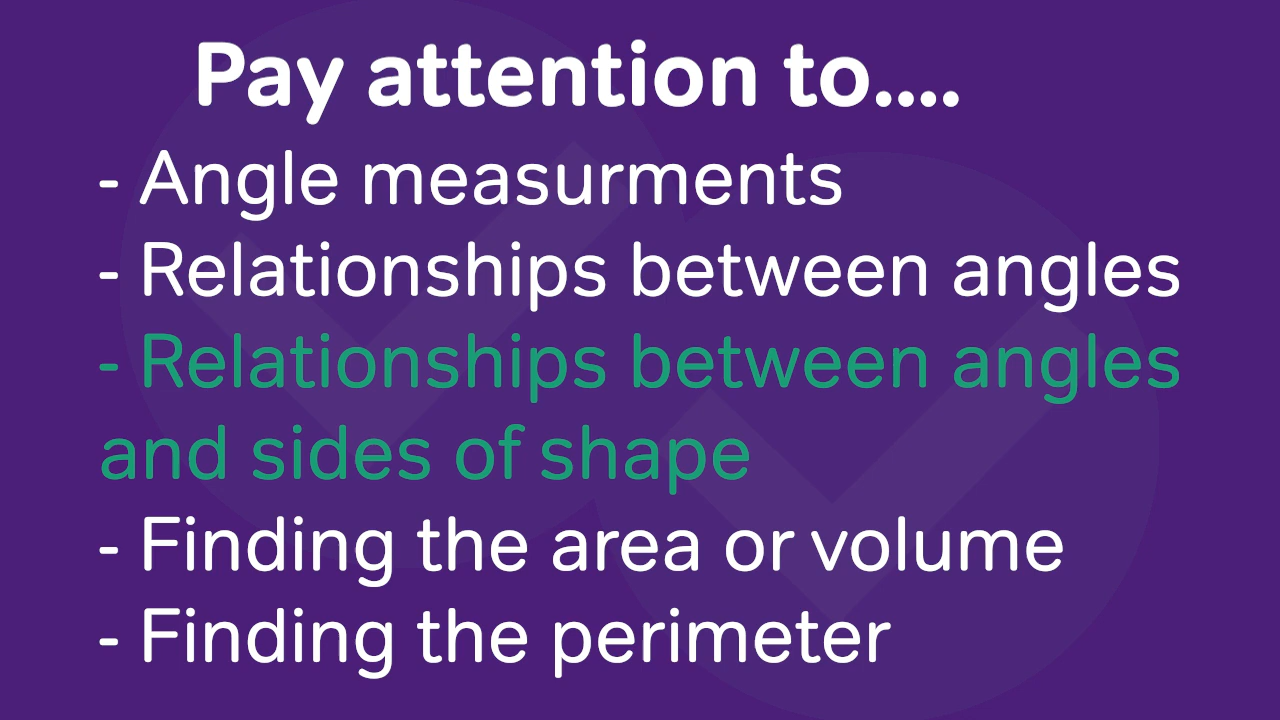 Pay attention to....
- Angle measurments
- Relationships between angles
- Relationships between angles
and sides of shape
- Finding the area or volume
- Finding the perimeter